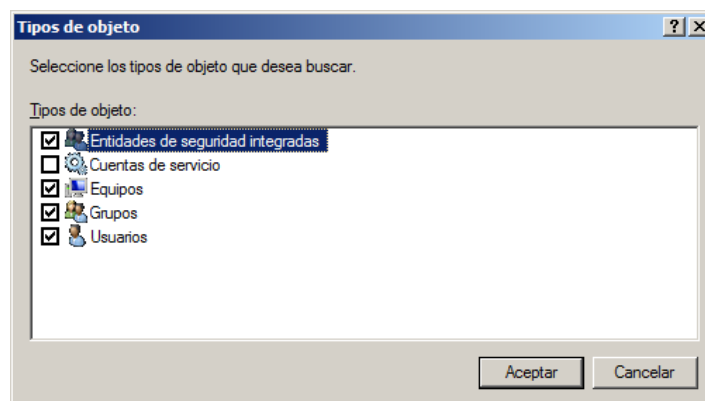 Tipos de objeto
Seleccione los tipos de objeto que desea buscar.
Tipos de objeto:
Entidades de seguridad integradas
Cuentas de servicio
Equipos
Grupos
Usuarios
Aceptar
Cancelar